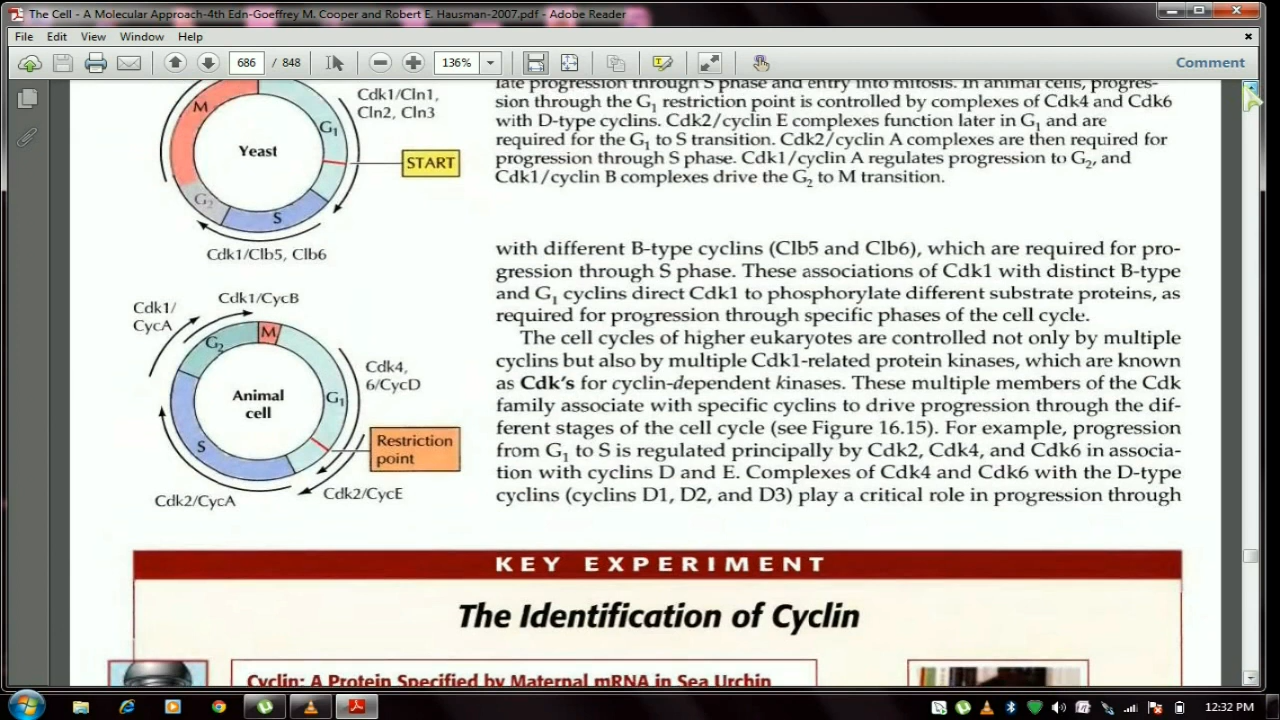 The Cell - A Molecular Approach-4th Edn-Goeffrey M. Cooper and Robert E. Hausman-2007.pdf - Adobe Reader
File Edit View Window Help
686 / 848 136% Comment
Cdk1/Cln1,
Cln2, Cln3
M
G1
Yeast
START
G2
S
Cdk1/Clb5, Clb6
Cdk1/CycB
Cdk1/
CycA
M
G2
Cdk4,
6/CycD
Animal
cell
G1
S
Restriction
point
Cdk2/CycE
Cdk2/CycA
late progression through S phase and entry into mitosis. In animal cells, progres-
sion through the G1 restriction point is controlled by complexes of Cdk4 and Cdk6
with D-type cyclins. Cdk2/cyclin E complexes function later in G1 and are
required for the G1 to S transition. Cdk2/cyclin A complexes are then required for
progression through S phase. Cdk1/cyclin A regulates progression to G2, and
Cdk1/cyclin B complexes drive the G2 to M transition.
with different B-type cyclins (Clb5 and Clb6), which are required for pro-
gression through S phase. These associations of Cdk1 with distinct B-type
and G1 cyclins direct Cdk1 to phosphorylate different substrate proteins, as
required for progression through specific phases of the cell cycle.
The cell cycles of higher eukaryotes are controlled not only by multiple
cyclins but also by multiple Cdk1-related protein kinases, which are known
as Cdk's for cyclin-dependent kinases. These multiple members of the Cdk
family associate with specific cyclins to drive progression through the dif-
ferent stages of the cell cycle (see Figure 16.15). For example, progression
from G1 to S is regulated principally by Cdk2, Cdk4, and Cdk6 in associa-
tion with cyclins D and E. Complexes of Cdk4 and Cdk6 with the D-type
cyclins (cyclins D1, D2, and D3) play a critical role in progression through
KEY EXPERIMENT
The Identification of Cyclin
Cyclin: A Protein Specified by Maternal mRNA in Sea Urchin
12:32 PM